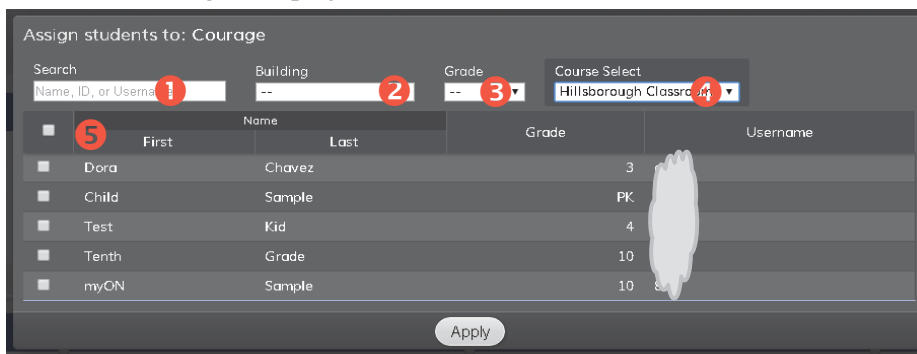 Assign students to: Courage
Search Building Grade Course Select
Name, ID, or Userna 1 -- 2 -- 3 Hillsborough Classroom 4
5 Name Grade Username
First Last
Dora Chavez 3
Child Sample PK
Test Kid 4
Tenth Grade 10
myON Sample 10
Apply